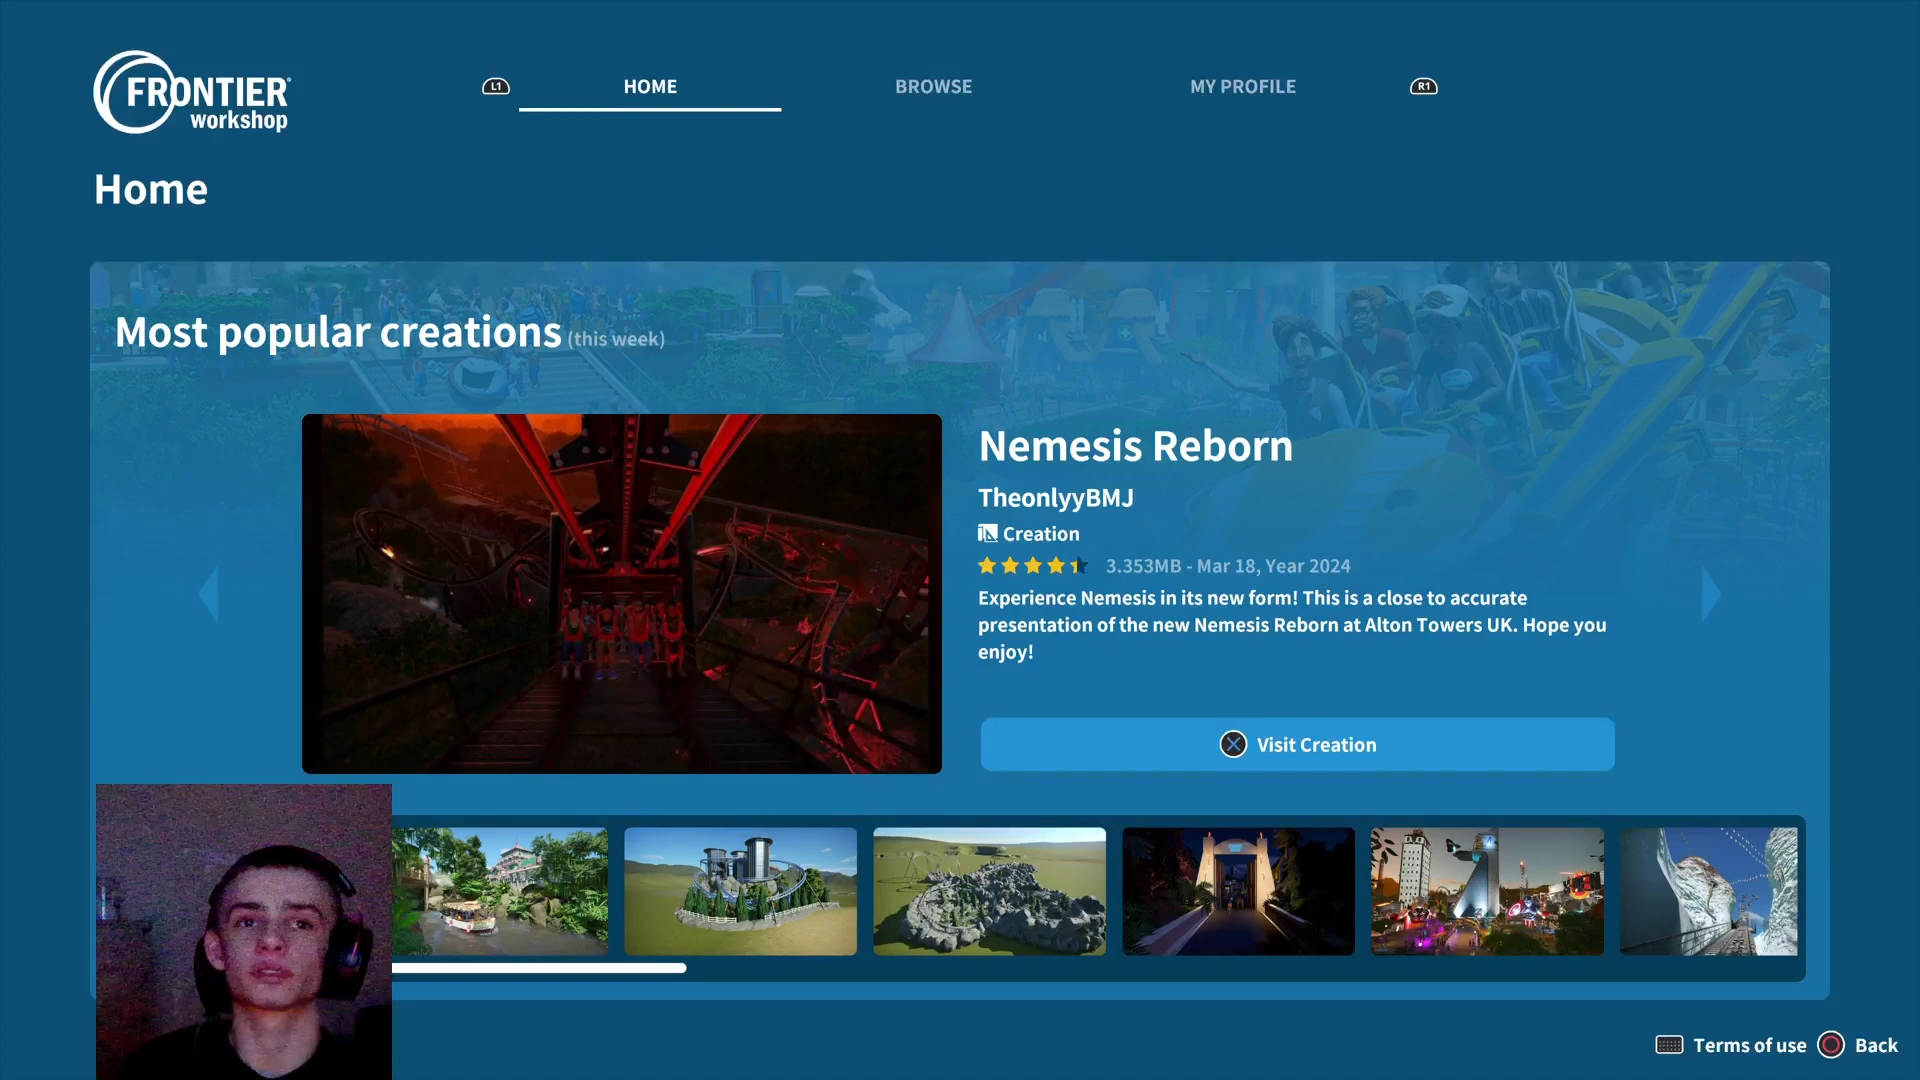 FRONTIER
workshop
L1
HOME
BROWSE
MY PROFILE
R1
Home
Most popular creations (this week)
Nemesis Reborn
TheonlyyBMJ
Creation
3.353MB - Mar 18, Year 2024
Experience Nemesis in its new form! This is a close to accurate
presentation of the new Nemesis Reborn at Alton Towers UK. Hope you
enjoy!
Visit Creation
Terms of use
Back